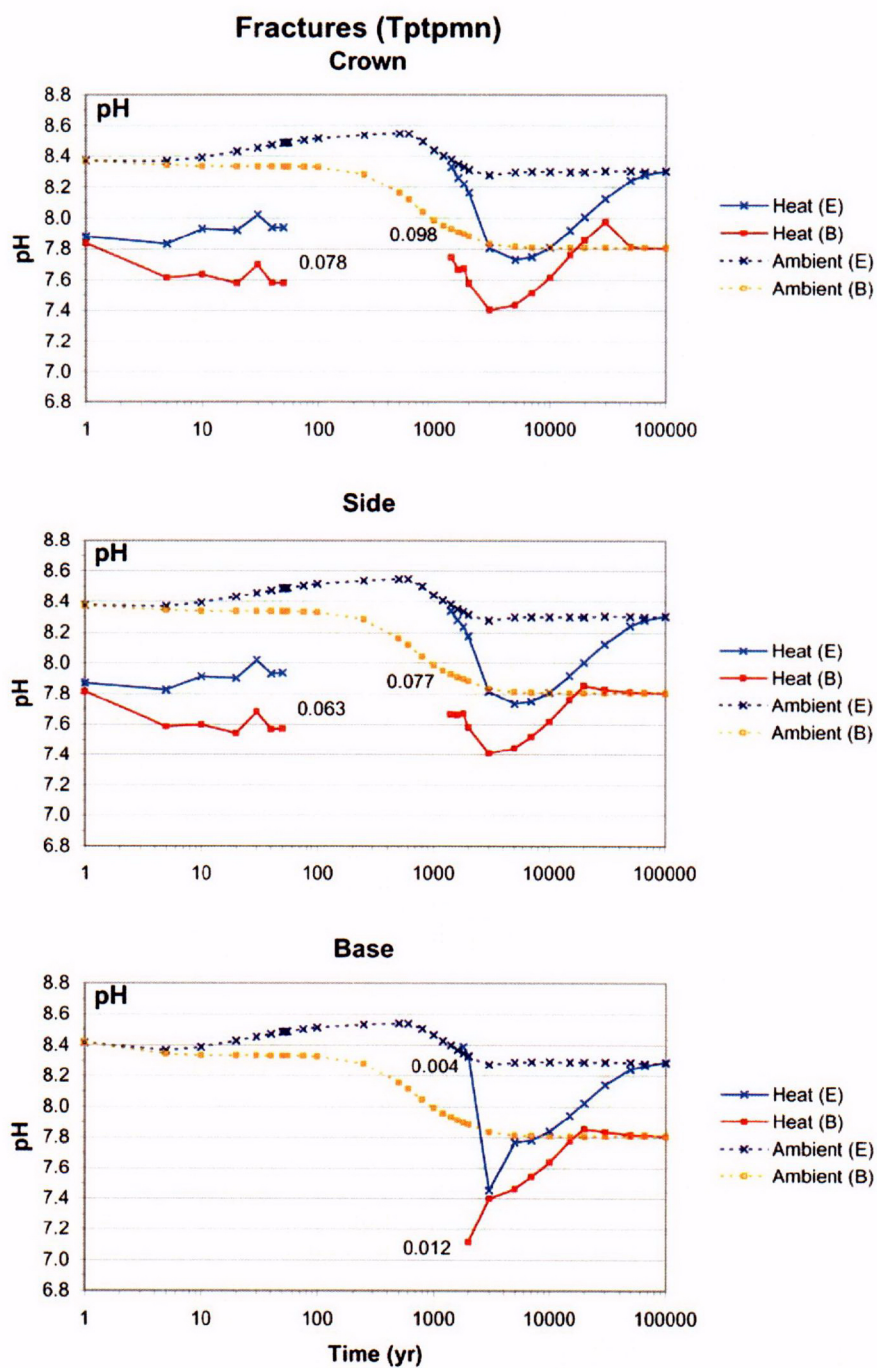 Fractures (Tptpmn)
Crown
pH
8.8
8.6
8.4
8.2
8.0
7.8
7.6
7.4
7.2
7.0
6.8
pH
0.078
0.098
1
10
100
1000
10000
100000
Heat (E)
Heat (B)
Ambient (E)
Ambient (B)
Side
pH
8.8
8.6
8.4
8.2
8.0
7.8
7.6
7.4
7.2
7.0
6.8
pH
0.063
0.077
1
10
100
1000
10000
100000
Heat (E)
Heat (B)
Ambient (E)
Ambient (B)
Base
pH
8.8
8.6
8.4
8.2
8.0
7.8
7.6
7.4
7.2
7.0
6.8
pH
0.004
0.012
1
10
100
1000
10000
100000
Time (yr)
Heat (E)
Heat (B)
Ambient (E)
Ambient (B)